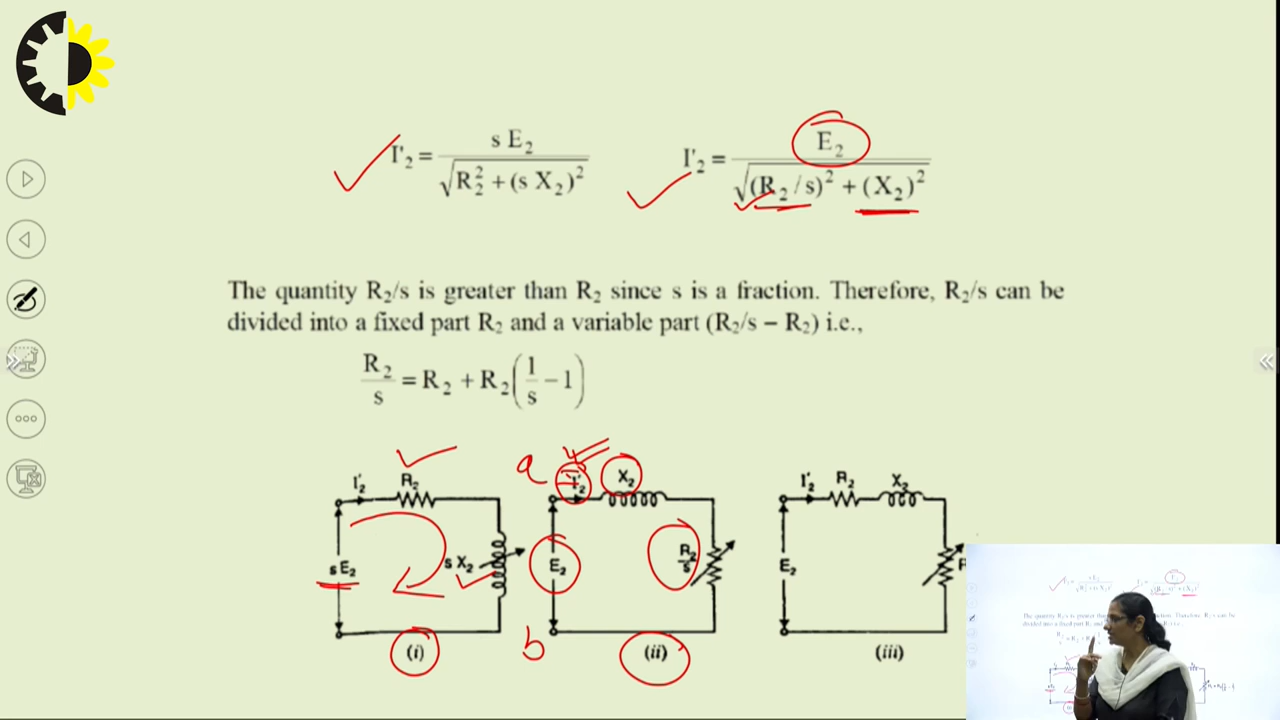 I'₂ = s E₂ / √(R₂² + (s X₂)²)
I'₂ = E₂ / √((R₂/s)² + (X₂)²)
The quantity R₂/s is greater than R₂ since s is a fraction. Therefore, R₂/s can be
divided into a fixed part R₂ and a variable part (R₂/s – R₂) i.e.,
R₂/s = R₂ + R₂(1/s – 1)
I'₂ R₂ s E₂ s X₂ (i)
a I'₂ X₂ E₂ R₂/s b (ii)
I'₂ R₂ X₂ E₂ (iii)